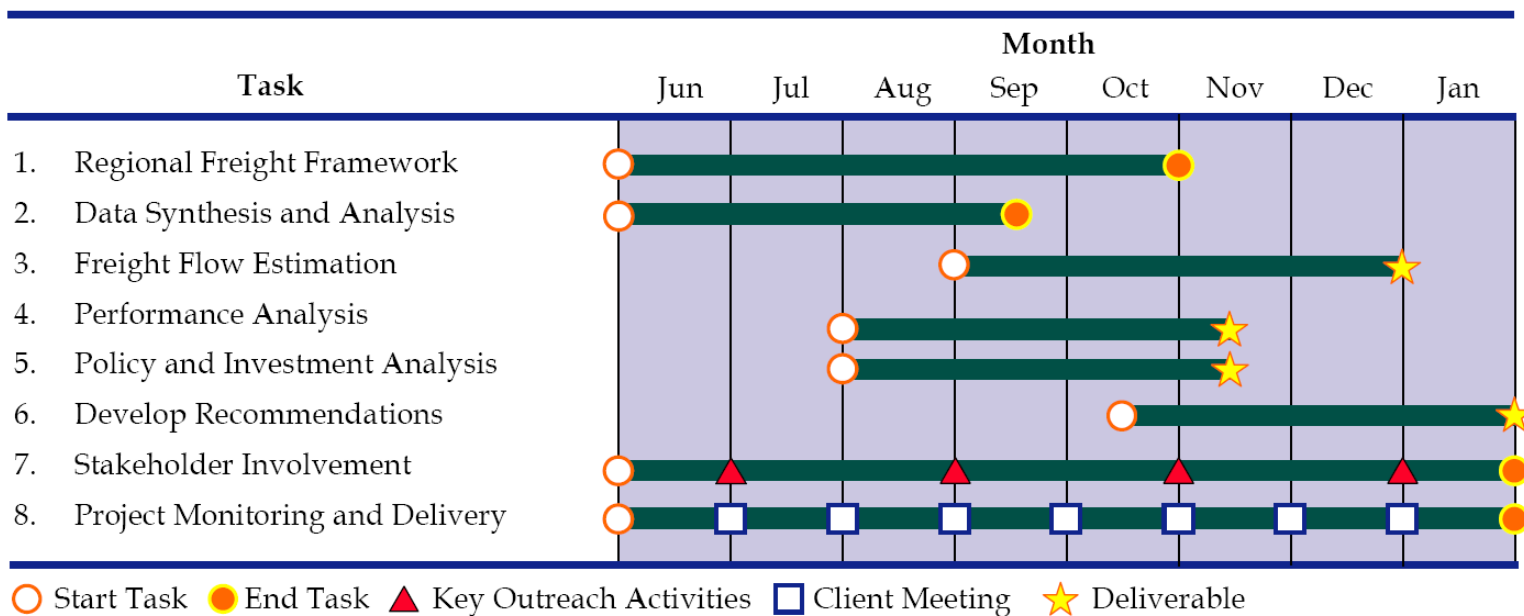 Month
Task Jun Jul Aug Sep Oct Nov Dec Jan
1. Regional Freight Framework
2. Data Synthesis and Analysis
3. Freight Flow Estimation
4. Performance Analysis
5. Policy and Investment Analysis
6. Develop Recommendations
7. Stakeholder Involvement
8. Project Monitoring and Delivery
Start Task End Task Key Outreach Activities Client Meeting Deliverable